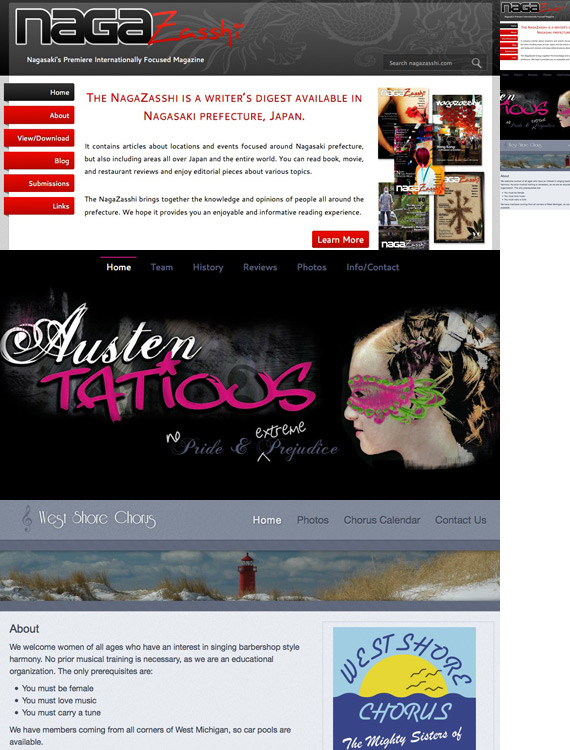 NAGA Zasshi
Nagasaki's Premiere Internationally Focused Magazine
Search nagazasshi.com
Home
About
View/Download
Blog
Submissions
Links
The NagaZasshi is a writer's digest available in
Nagasaki prefecture, Japan.
It contains articles about locations and events focused around Nagasaki prefecture,
but also including areas all over Japan and the entire world. You can read book, movie,
and restaurant reviews and enjoy editorial pieces about various topics.
The NagaZasshi brings together the knowledge and opinions of people all around the
prefecture. We hope it provides you an enjoyable and informative reading experience.
Learn More
Home Team History Reviews Photos Info/Contact
Austen
TATIOUS
no Pride & extreme Prejudice
West Shore Chorus
Home Photos Chorus Calendar Contact Us
About
We welcome women of all ages who have an interest in singing barbershop style
harmony. No prior musical training is necessary, as we are an educational
organization. The only prerequisites are:
• You must be female
• You must love music
• You must carry a tune
We have members coming from all corners of West Michigan, so car pools are
available.
WEST SHORE
CHORUS
The Mighty Sisters of